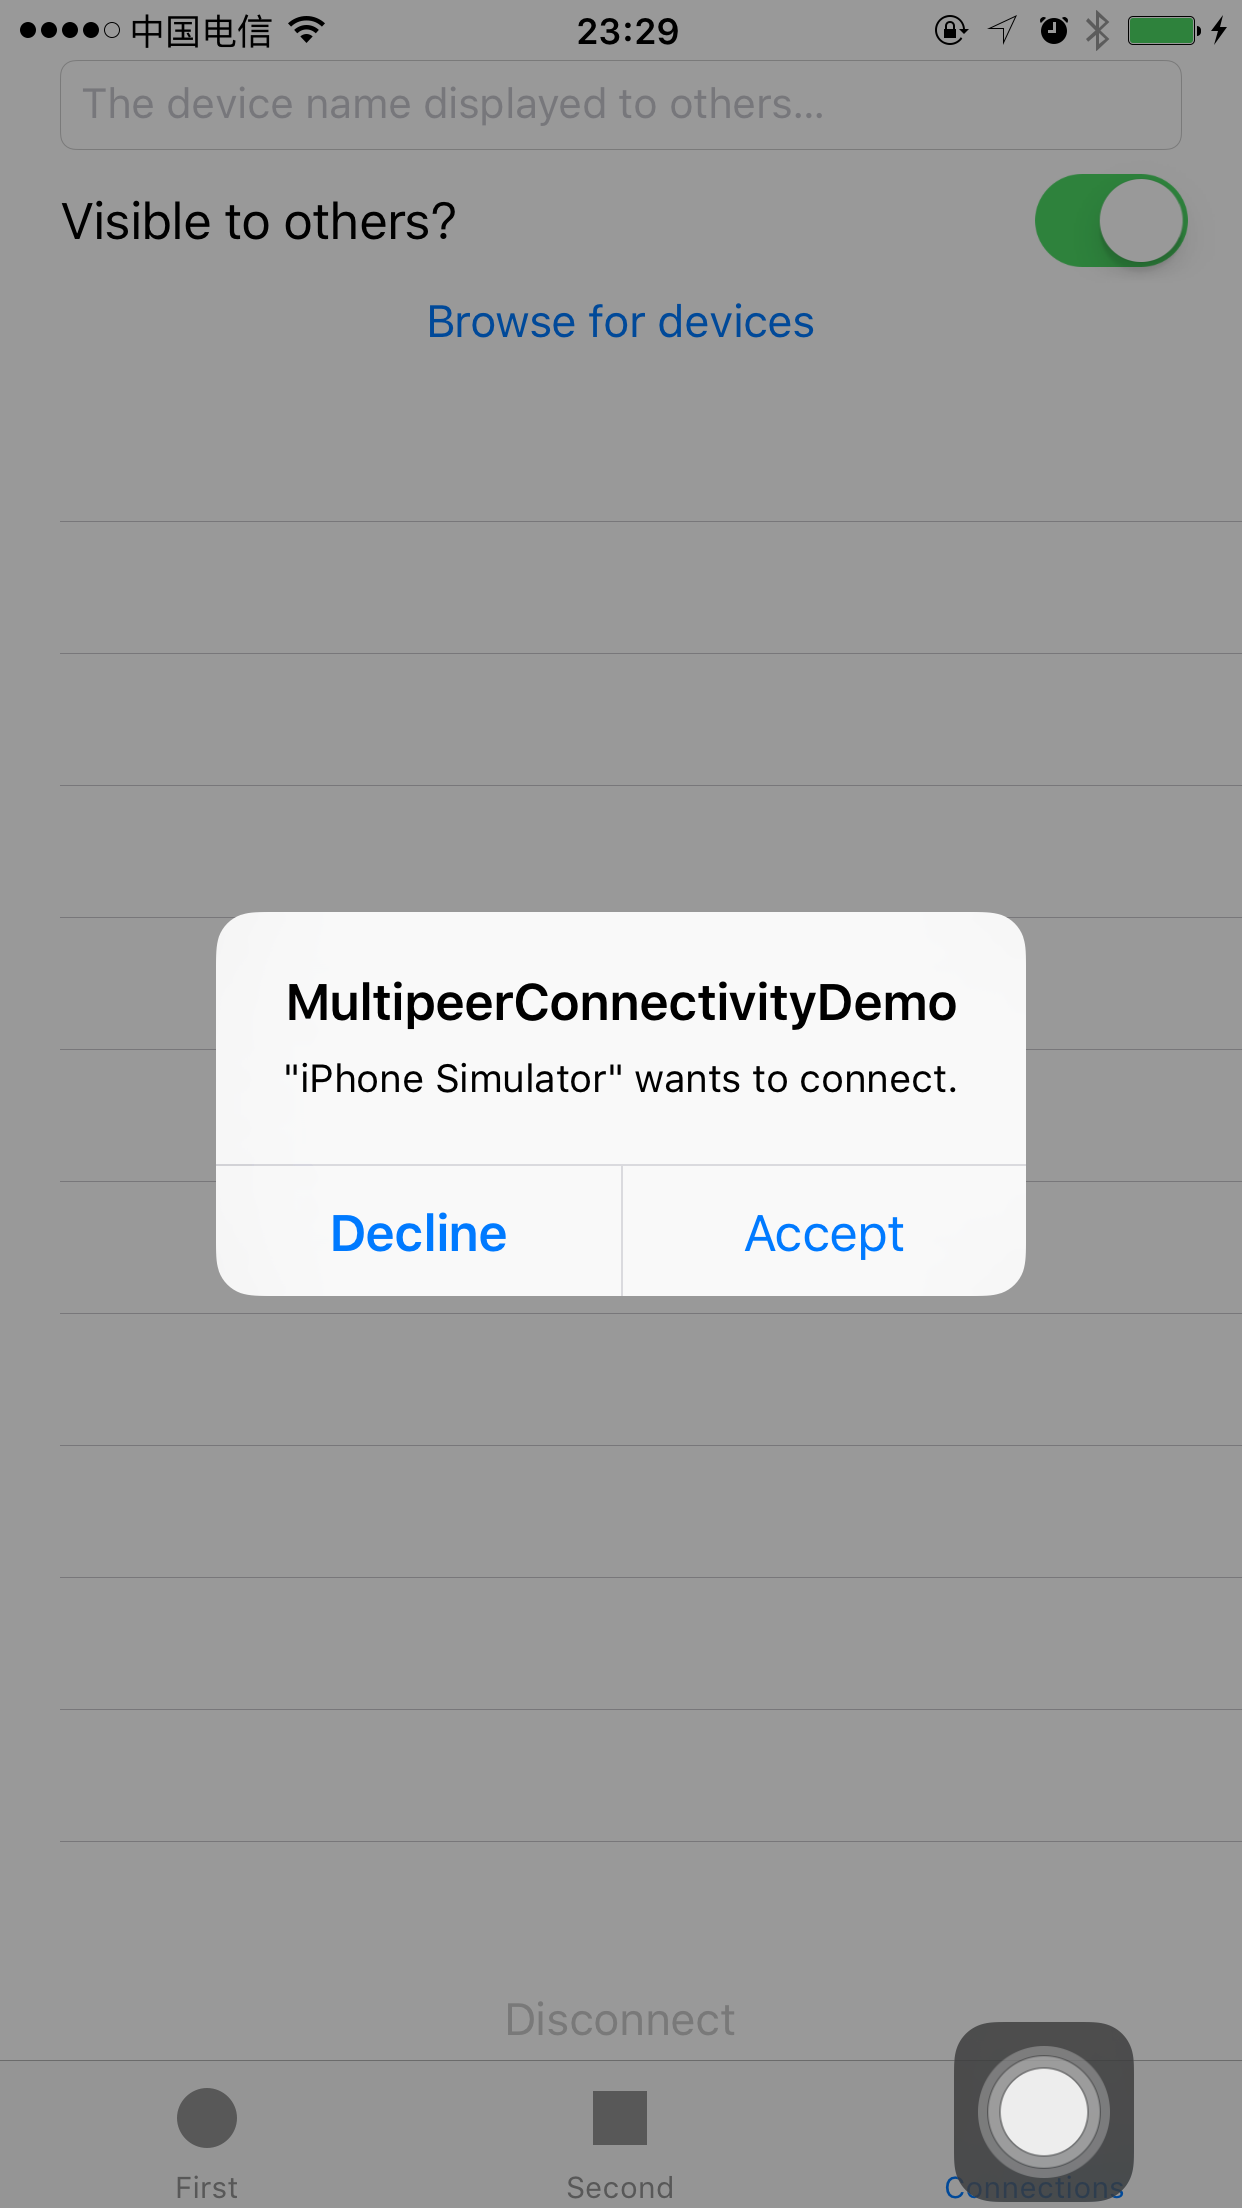 中国电信
23:29
The device name displayed to others...
Visible to others?
Browse for devices
MultipeerConnectivityDemo
"iPhone Simulator" wants to connect.
Decline
Accept
Disconnect
First
Second
Connections